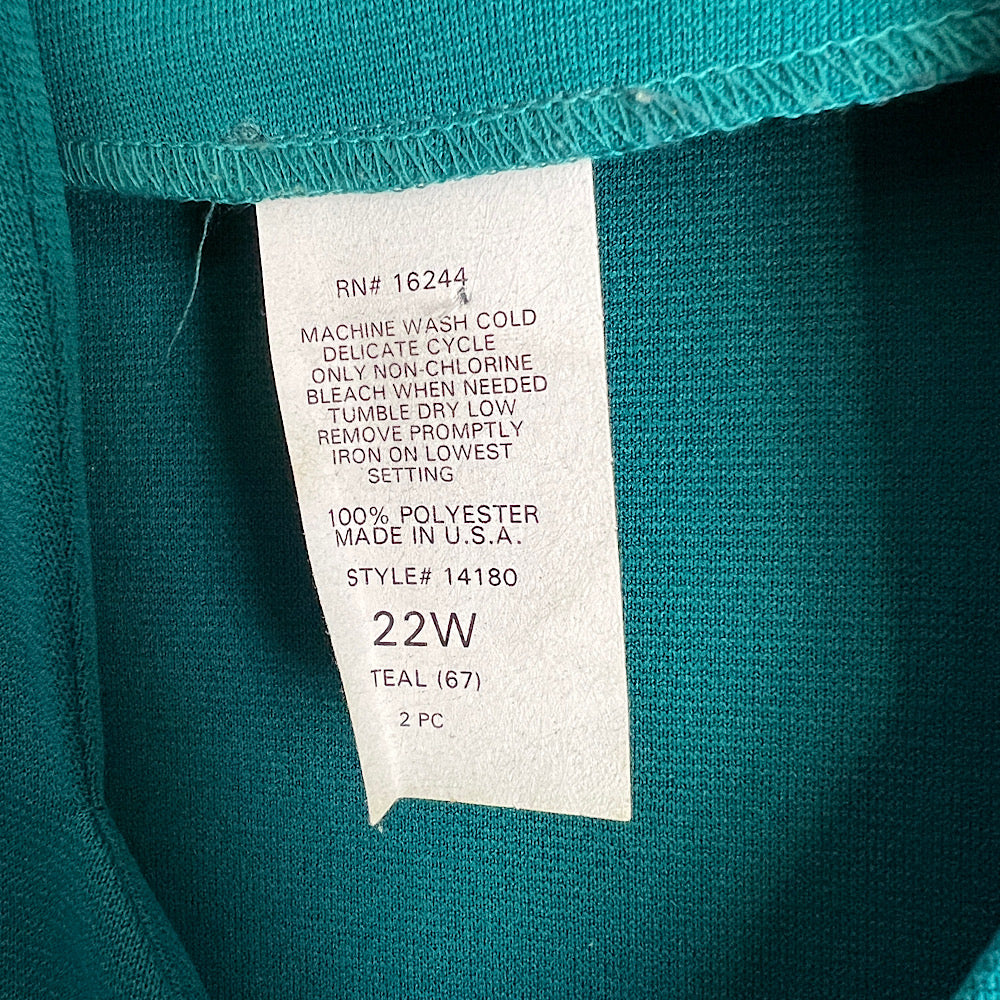 RN# 16244
MACHINE WASH COLD
DELICATE CYCLE
ONLY NON-CHLORINE
BLEACH WHEN NEEDED
TUMBLE DRY LOW
REMOVE PROMPTLY
IRON ON LOWEST
SETTING
100% POLYESTER
MADE IN U.S.A.
STYLE# 14180
22W
TEAL (67)
2 PC